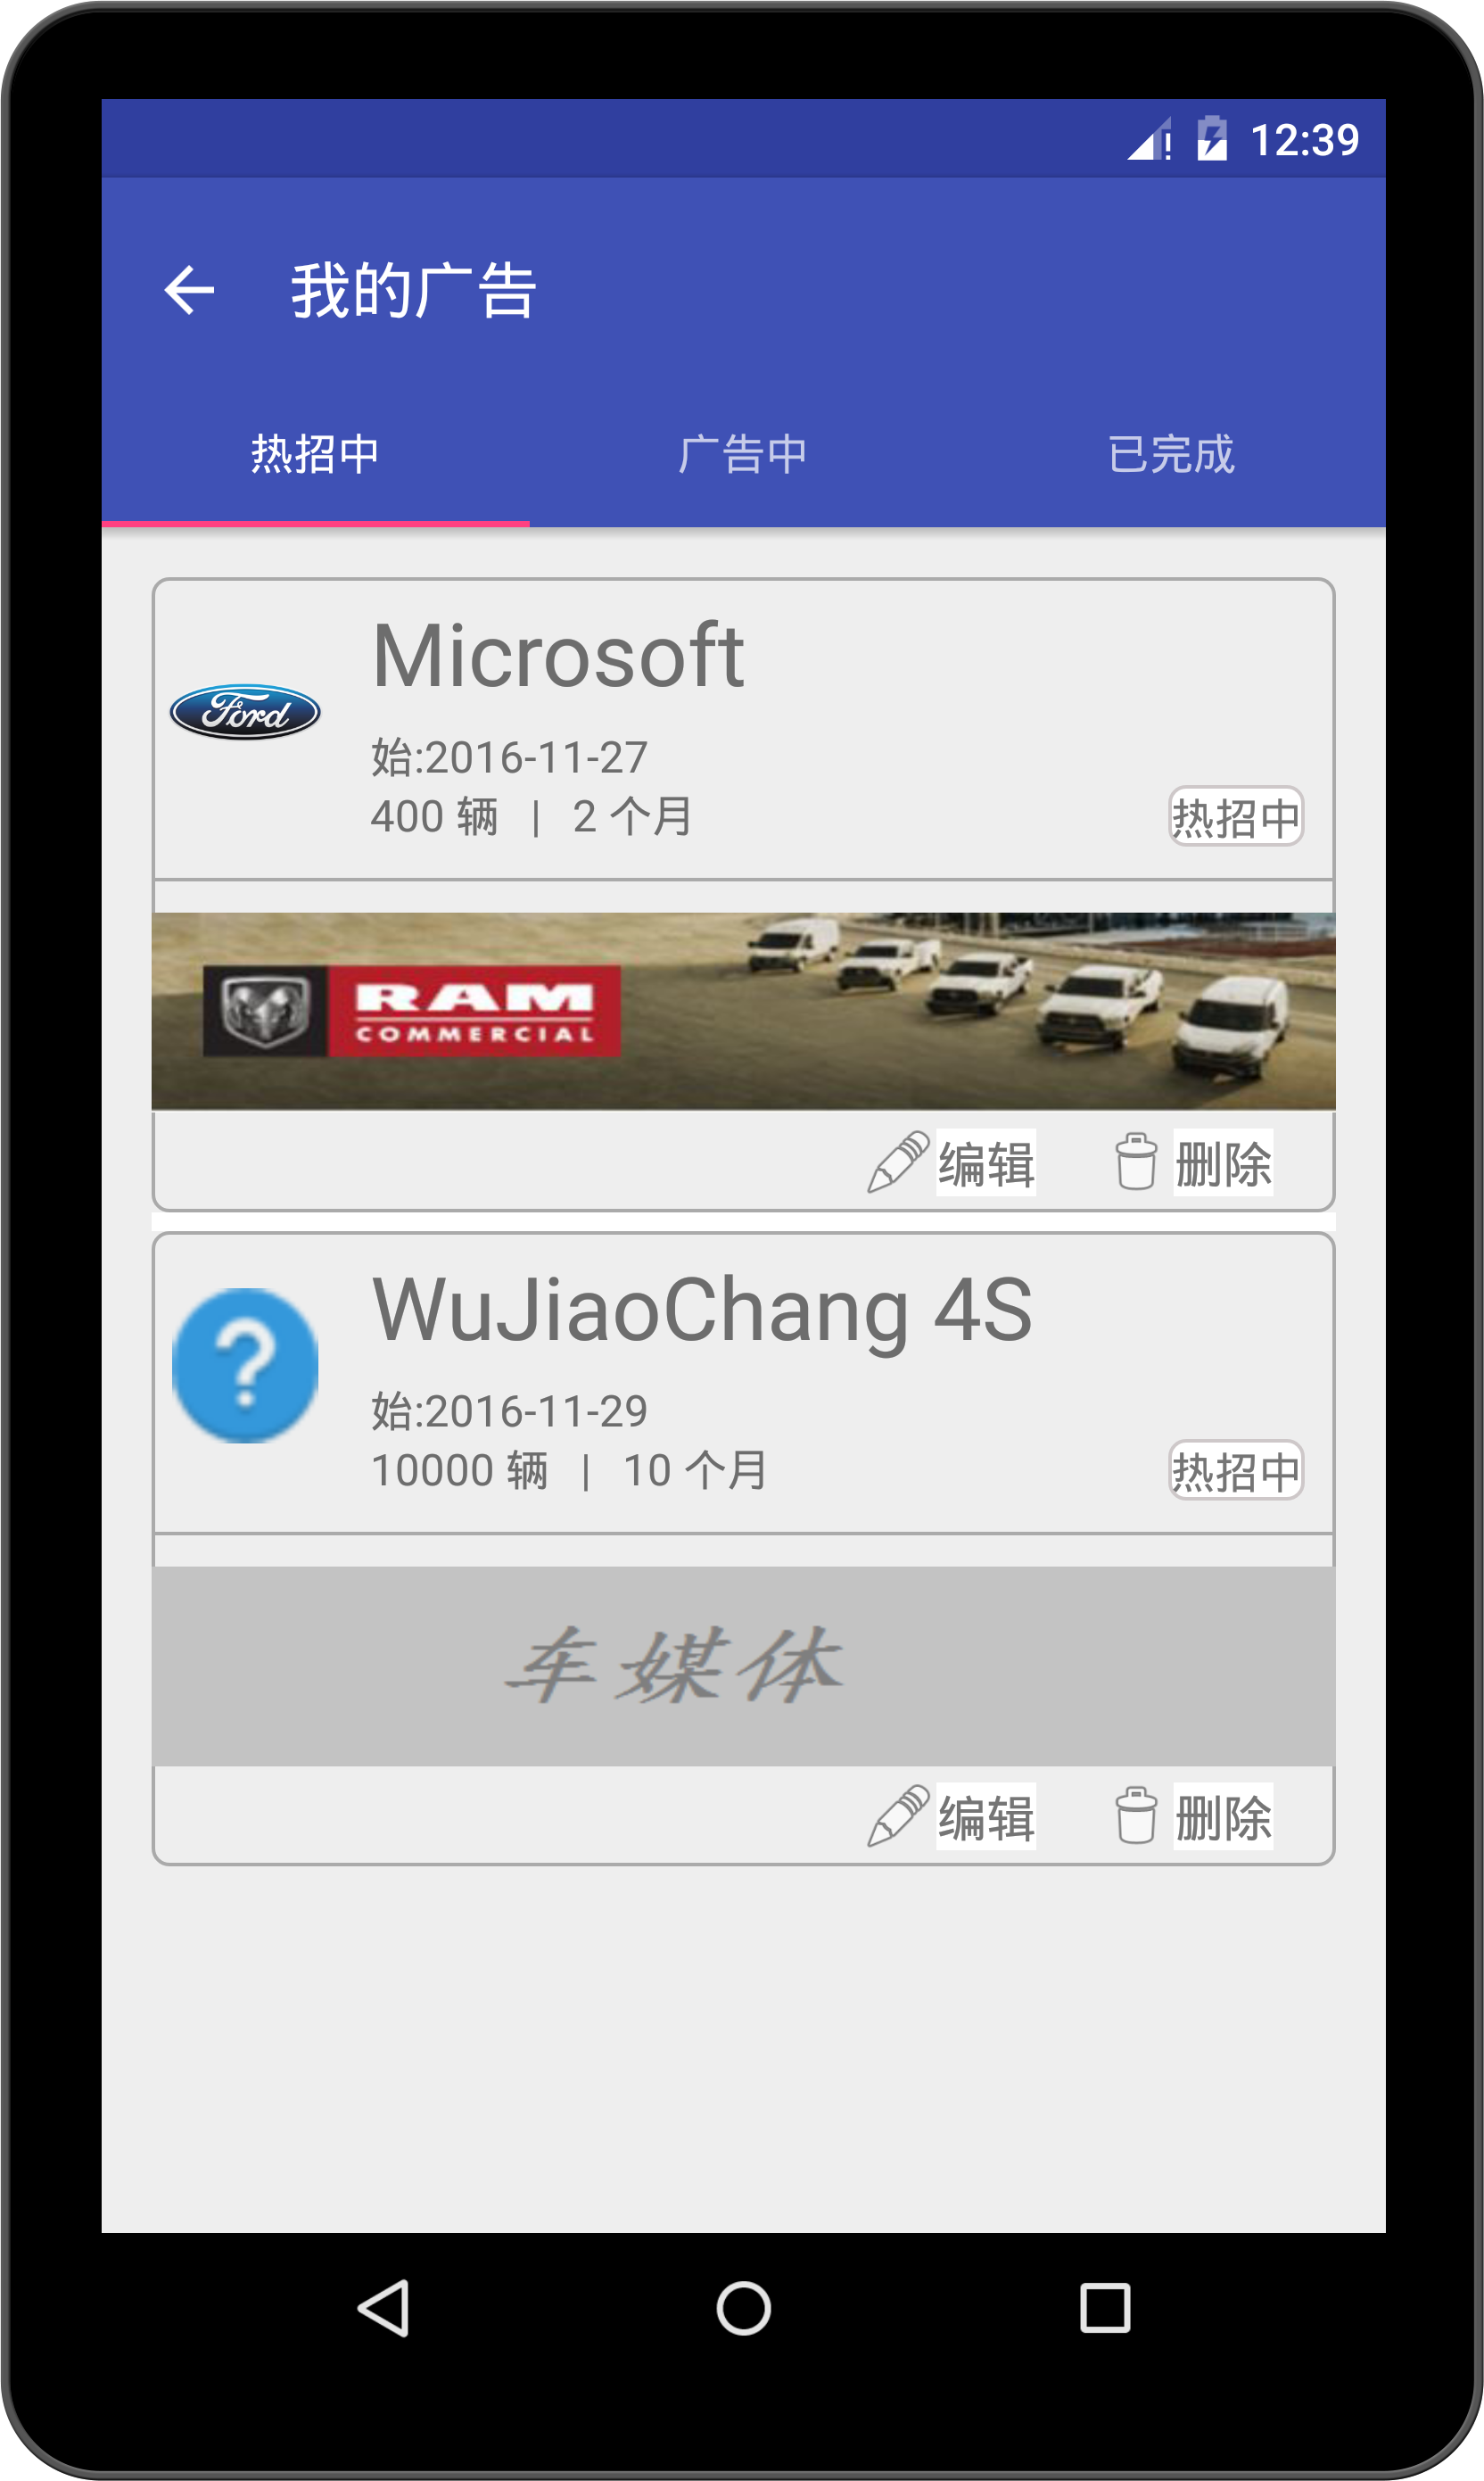 12:39
我的广告
热招中 广告中 已完成
Microsoft
Ford
始:2016-11-27
400 辆 | 2 个月
热招中
RAM
COMMERCIAL
编辑 删除
WuJiaoChang 4S
?
始:2016-11-29
10000 辆 | 10 个月
热招中
车媒体
编辑 删除